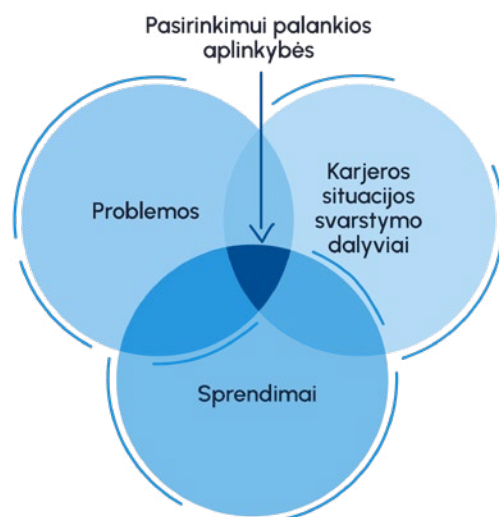 Pasirinkimui palankios
aplinkybės
Problemos
Karjeros
situacijos
svarstymo
dalyviai
Sprendimai